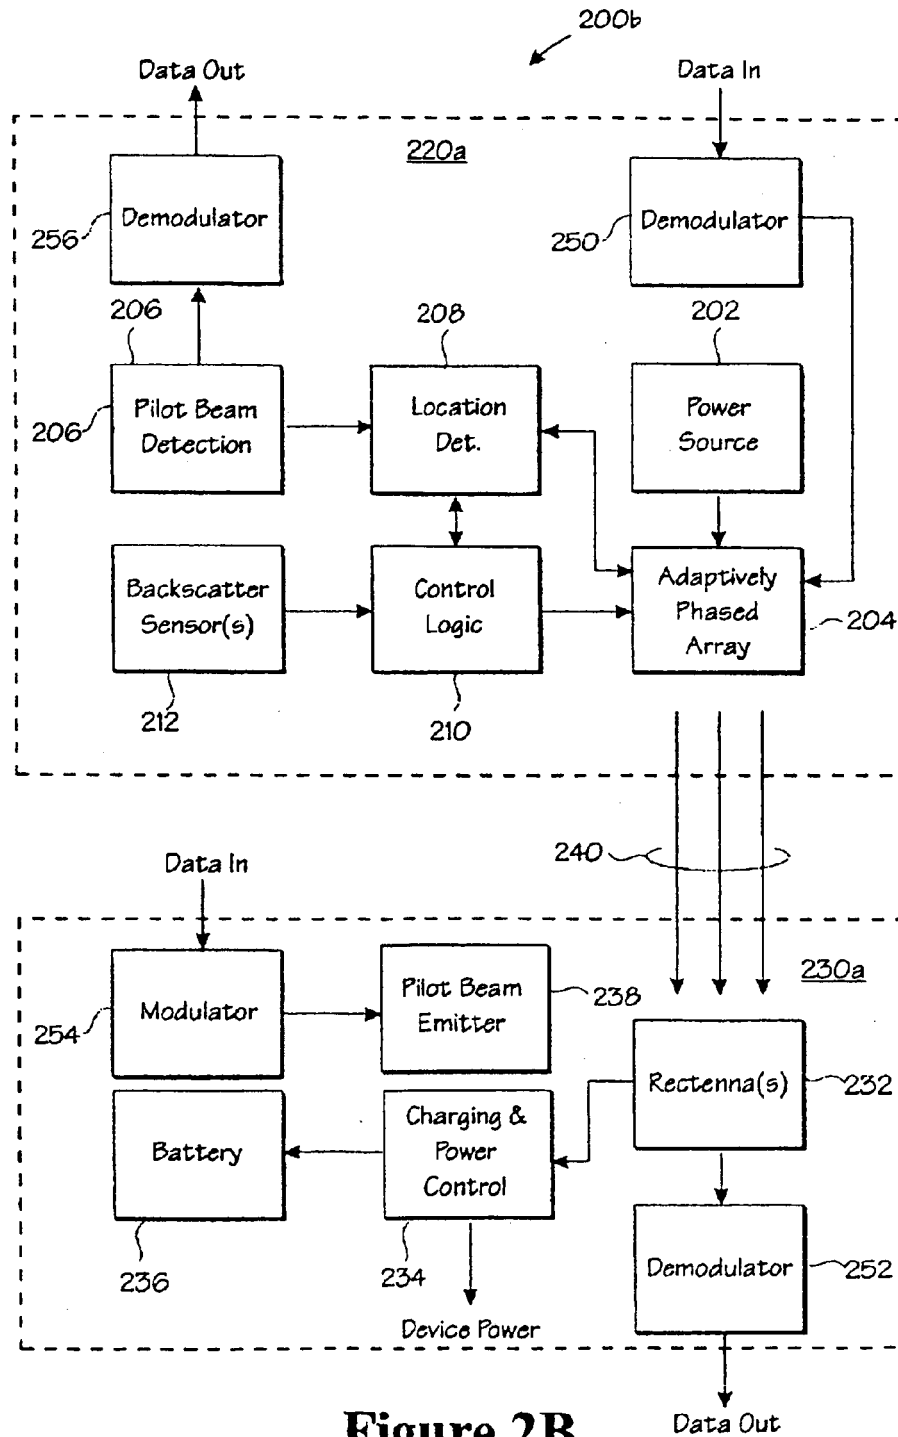 200b
Data Out
Data In
220a
Demodulator
256
Demodulator
250
206
208
202
206
Pilot Beam
Detection
Location
Det.
Power
Source
Backscatter
Sensor(s)
Control
Logic
Adaptively
Phased
Array
204
212
210
240
Data In
230a
Modulator
254
Pilot Beam
Emitter
238
Rectenna(s)
232
Battery
Charging &
Power
Control
236
234
Demodulator
252
Device Power
Figure 2B
Data Out